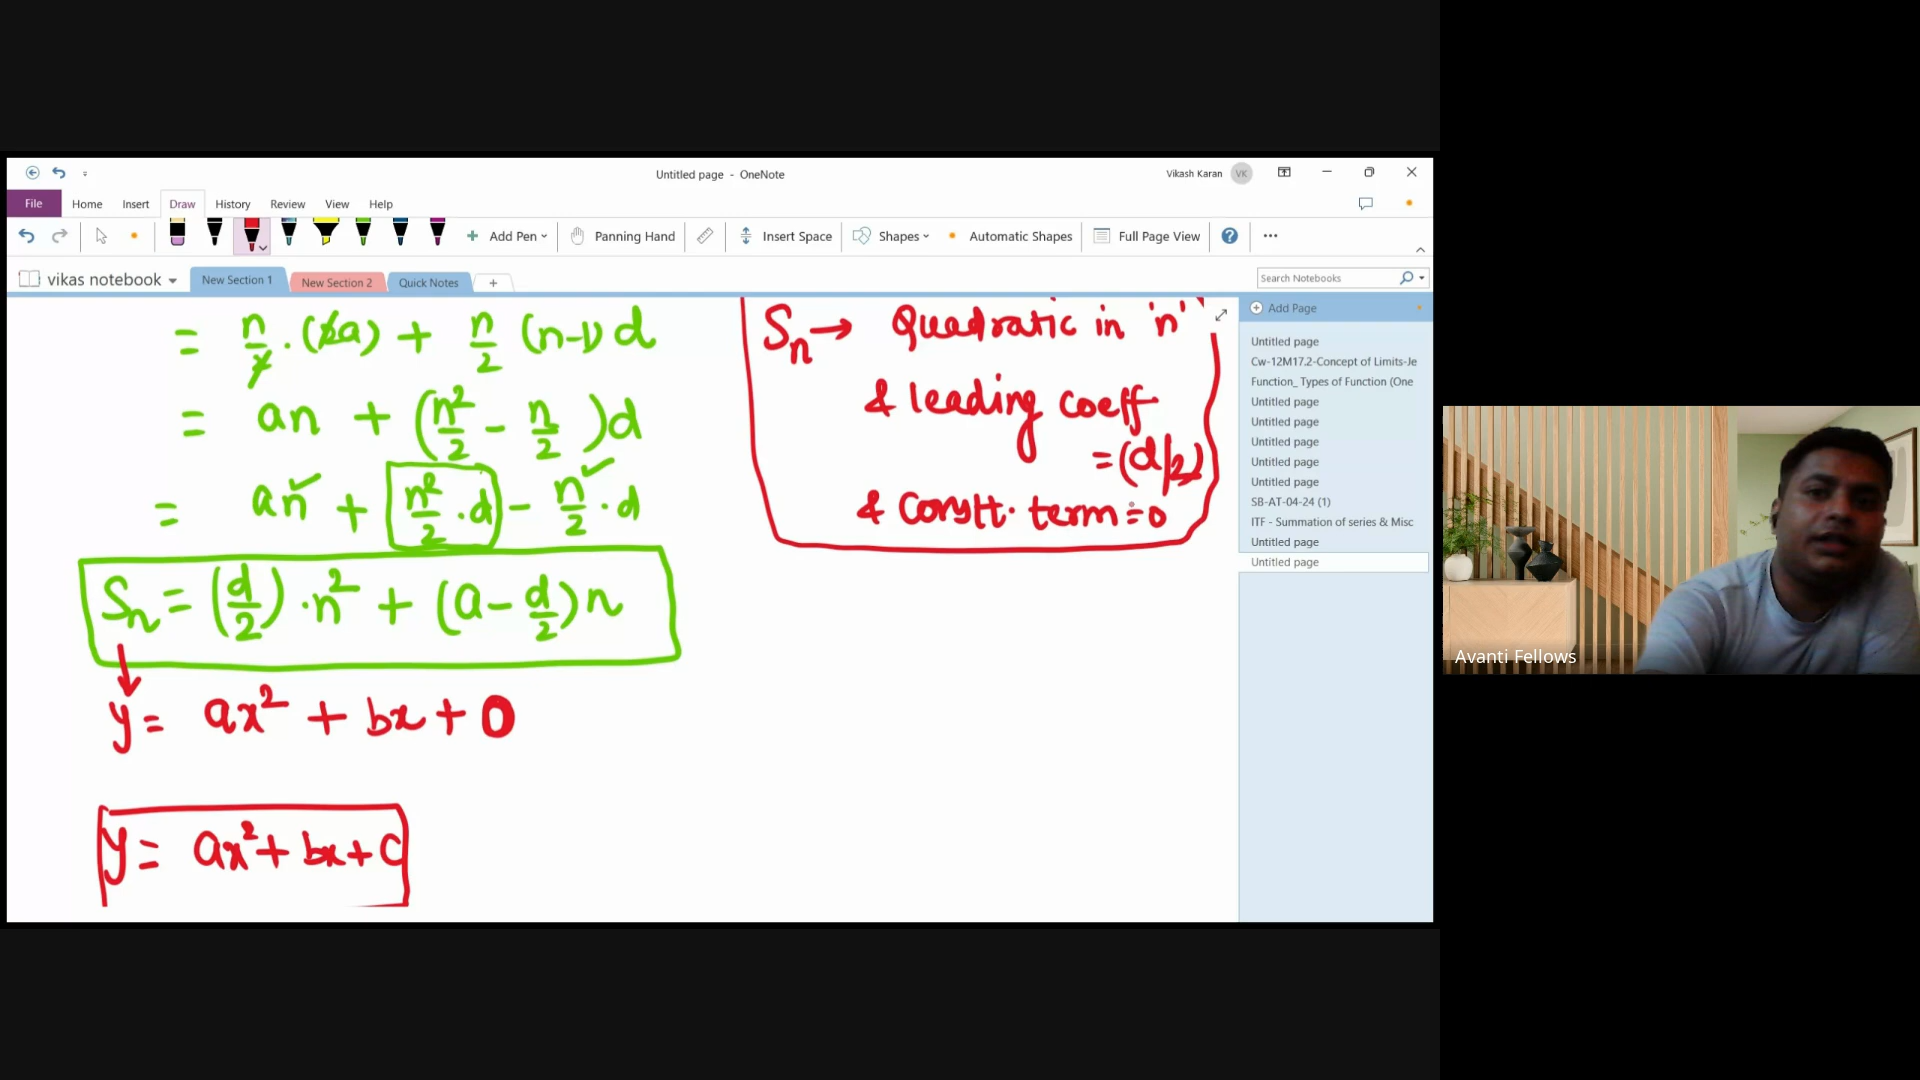 Untitled page - OneNote
Vikash Karan VK
File Home Insert Draw History Review View Help
+ Add Pen Panning Hand Insert Space Shapes Automatic Shapes Full Page View ? ...
vikas notebook New Section 1 New Section 2 Quick Notes +
Search Notebooks
= n/2 . (2a) + n/2 (n-1) d
= an + (n²/2 - n/2) d
= an + n²/2 . d - n/2 . d
Sn = (d/2) . n² + (a - d/2) n
y = ax² + bx + 0
y = ax² + bx + c
Sn → Quadratic in 'n'
& leading coeff
= (d/2)
& Constt. term = 0
Add Page
Untitled page
Cw-12M17.2-Concept of Limits-Je
Function_ Types of Function (One
Untitled page
Untitled page
Untitled page
Untitled page
Untitled page
SB-AT-04-24 (1)
ITF - Summation of series & Misc
Untitled page
Untitled page
Avanti Fellows